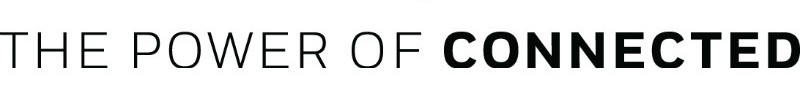 THE POWER OF CONNECTED